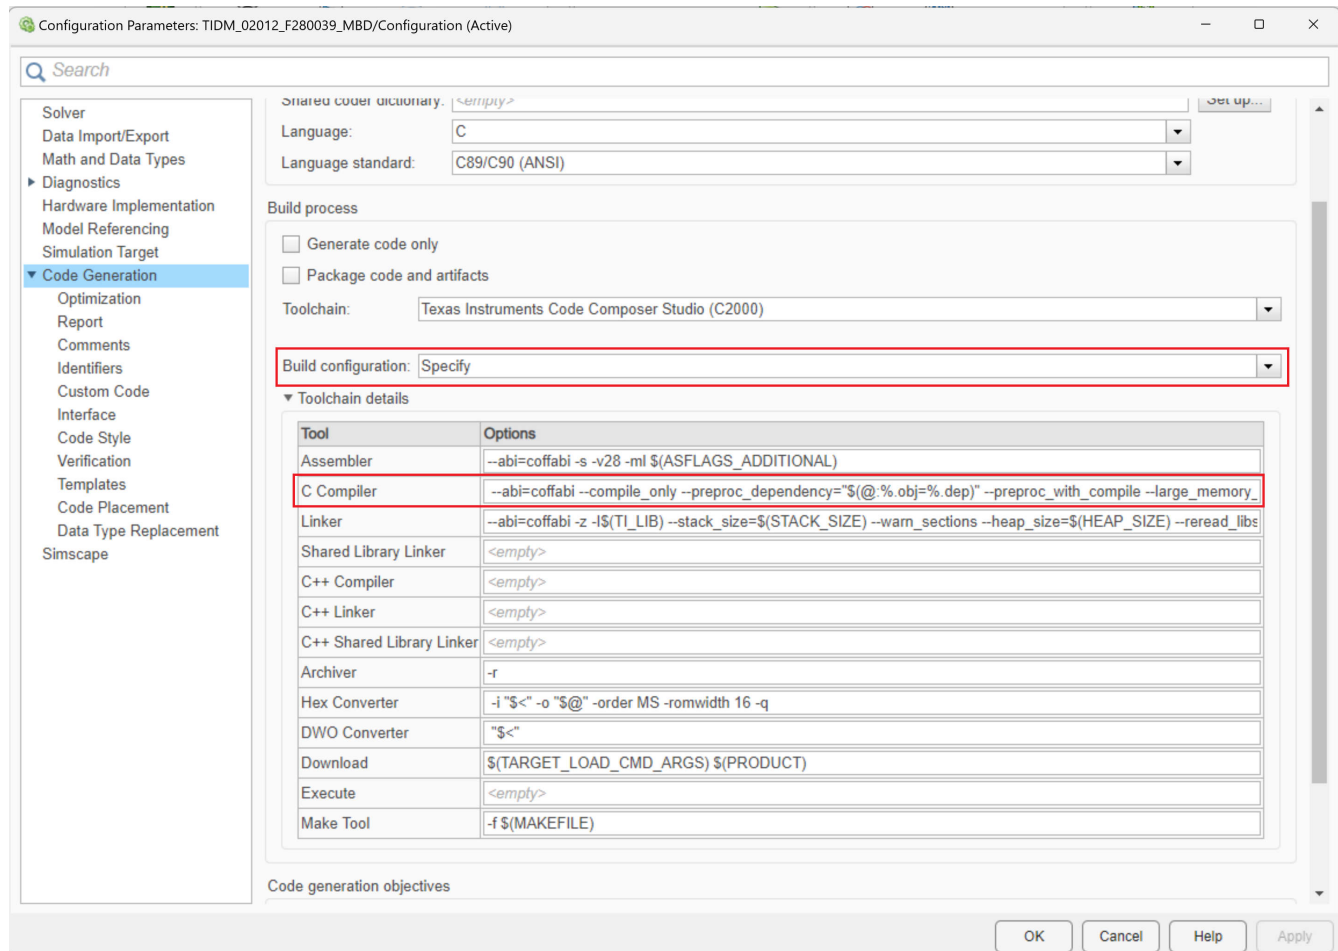 Configuration Parameters: TIDM_02012_F280039_MBD/Configuration (Active)
Search
Solver
Data Import/Export
Math and Data Types
Diagnostics
Hardware Implementation
Model Referencing
Simulation Target
Code Generation
Optimization
Report
Comments
Identifiers
Custom Code
Interface
Code Style
Verification
Templates
Code Placement
Data Type Replacement
Simscape
Shared coder dictionary: <empty> Set up...
Language: C
Language standard: C89/C90 (ANSI)
Build process
Generate code only
Package code and artifacts
Toolchain: Texas Instruments Code Composer Studio (C2000)
Build configuration: Specify
Toolchain details
Tool Options
Assembler --abi=coffabi -s -v28 -ml $(ASFLAGS_ADDITIONAL)
C Compiler --abi=coffabi --compile_only --preproc_dependency="$(@:%.obj=%.dep)" --preproc_with_compile --large_memory_
Linker --abi=coffabi -z -I$(TI_LIB) --stack_size=$(STACK_SIZE) --warn_sections --heap_size=$(HEAP_SIZE) --reread_libs
Shared Library Linker <empty>
C++ Compiler <empty>
C++ Linker <empty>
C++ Shared Library Linker <empty>
Archiver -r
Hex Converter -i "$<" -o "$@" -order MS -romwidth 16 -q
DWO Converter "$<"
Download $(TARGET_LOAD_CMD_ARGS) $(PRODUCT)
Execute <empty>
Make Tool -f $(MAKEFILE)
Code generation objectives
OK Cancel Help Apply